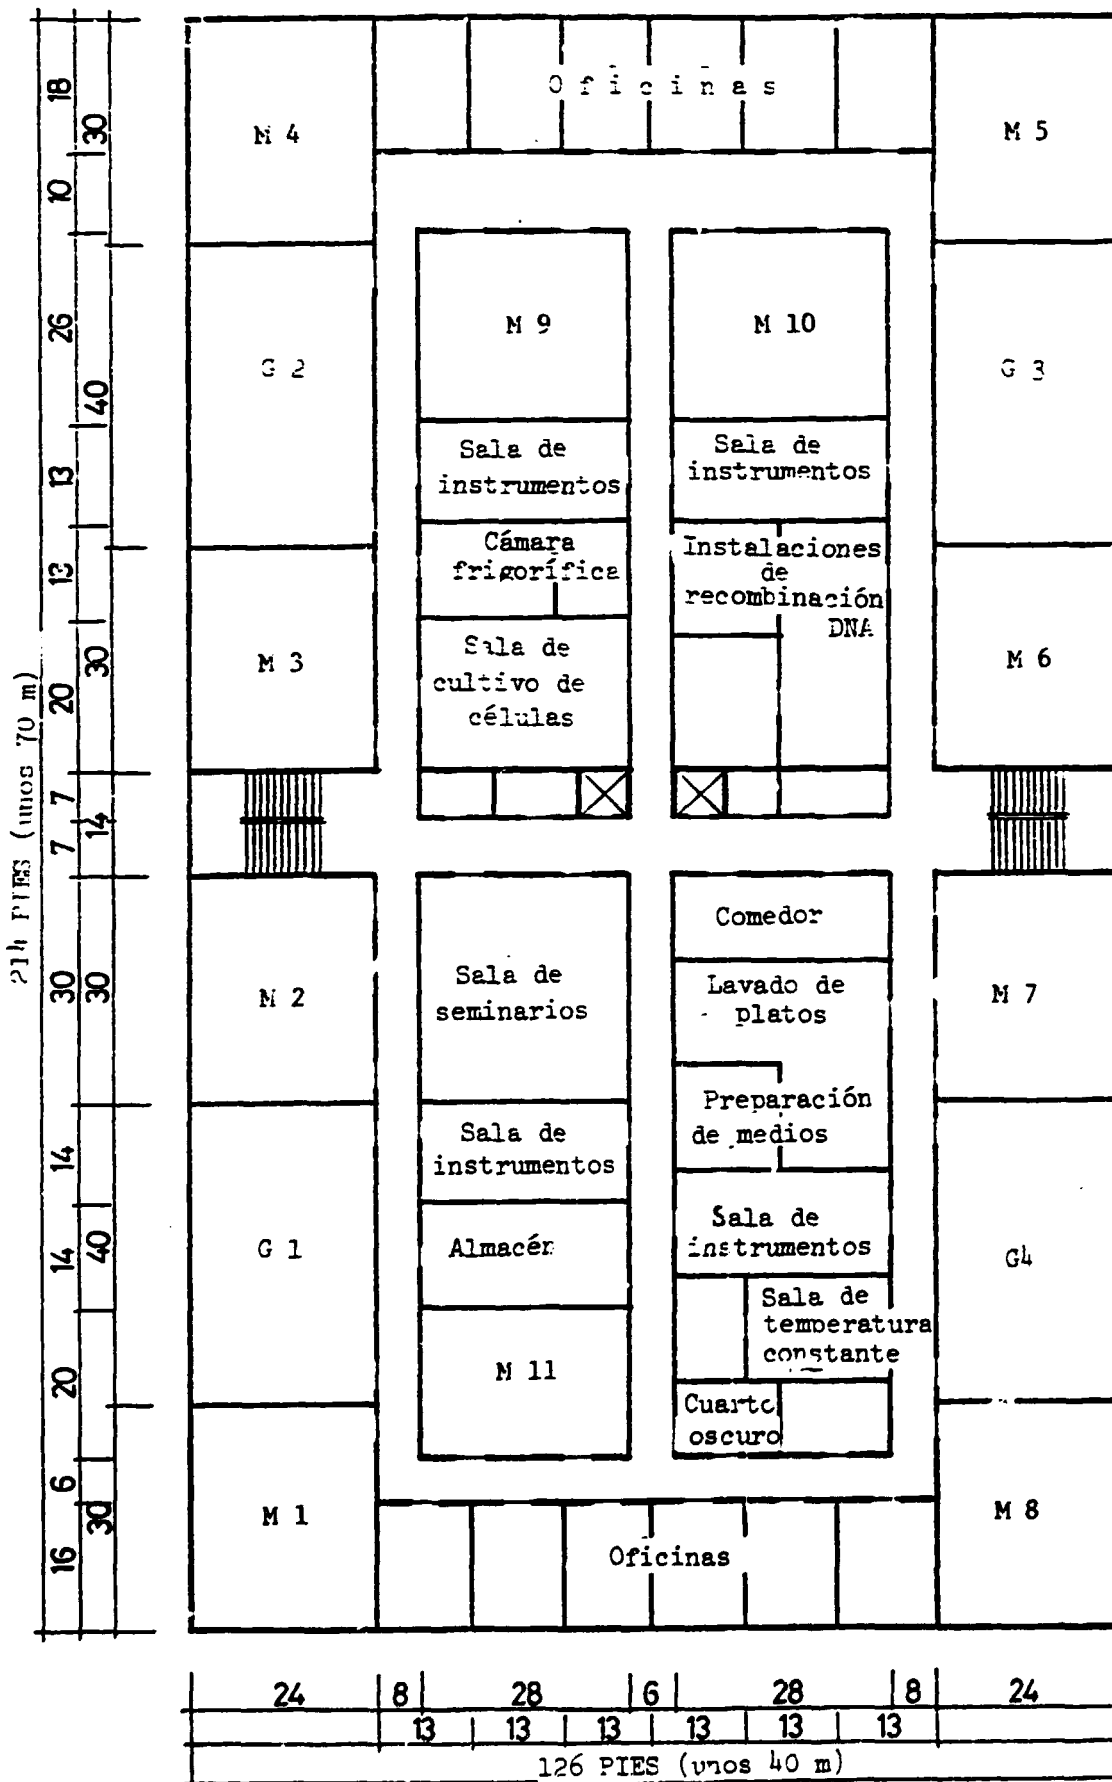 Oficinas
M 4
M 5
M 9
M 10
G 2
G 3
Sala de
instrumentos
Sala de
instrumentos
Cámara
frigorífica
Instalaciones
de
recombinación
DNA
M 3
Sala de
cultivo de
células
M 6
Comedor
M 2
Sala de
seminarios
Lavado de
platos
M 7
Preparación
de medios
Sala de
instrumentos
G 1
Almacén
Sala de
instrumentos
G4
Sala de
temperatura
constante
M 11
Cuarto
oscuro
M 1
M 8
Oficinas
18
10
26
13
13
20
7
7
30
14
14
20
6
16
30
40
30
14
30
40
30
214 PIES (unos 70 m)
24 8 28 6 28 8 24
13 13 13 13 13 13
126 PIES (unos 40 m)